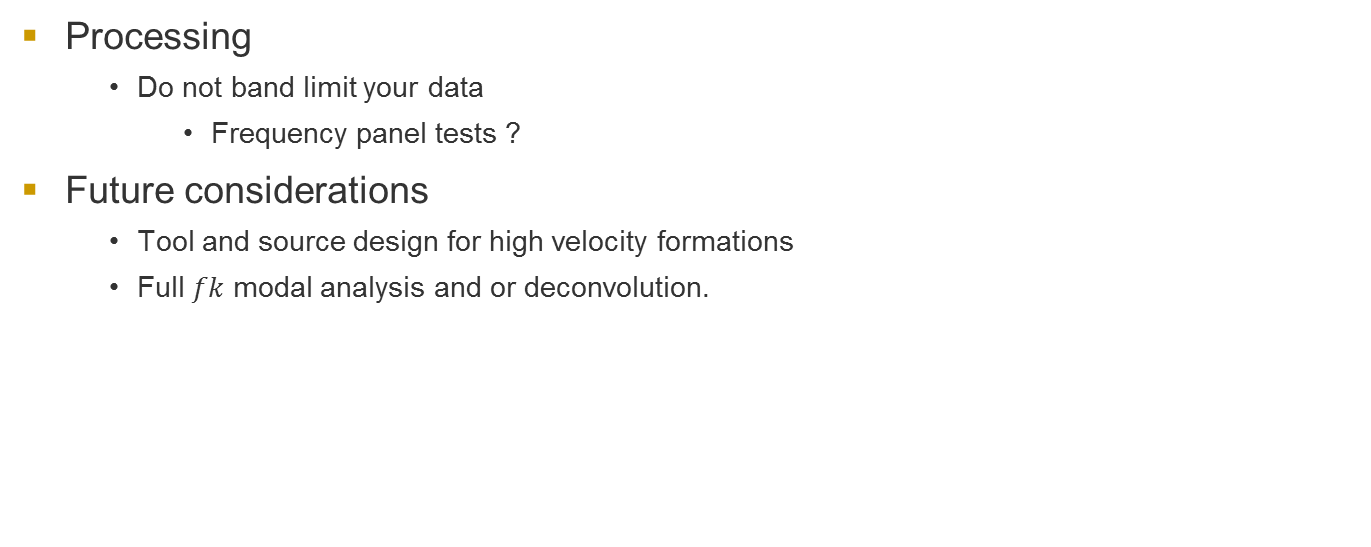 ▪ Processing
• Do not band limit your data
• Frequency panel tests ?
▪ Future considerations
• Tool and source design for high velocity formations
• Full 𝑓𝑘 modal analysis and or deconvolution.